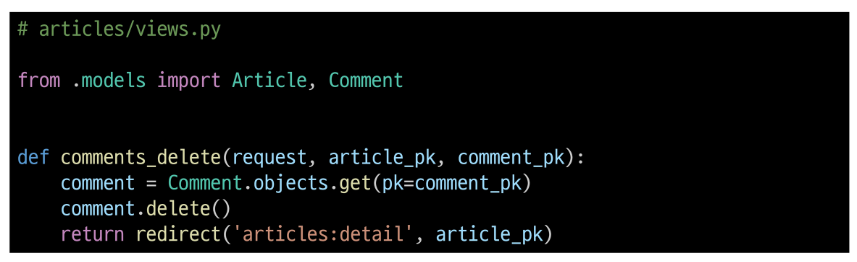 # articles/views.py
from .models import Article, Comment
def comments_delete(request, article_pk, comment_pk):
    comment = Comment.objects.get(pk=comment_pk)
    comment.delete()
    return redirect('articles:detail', article_pk)